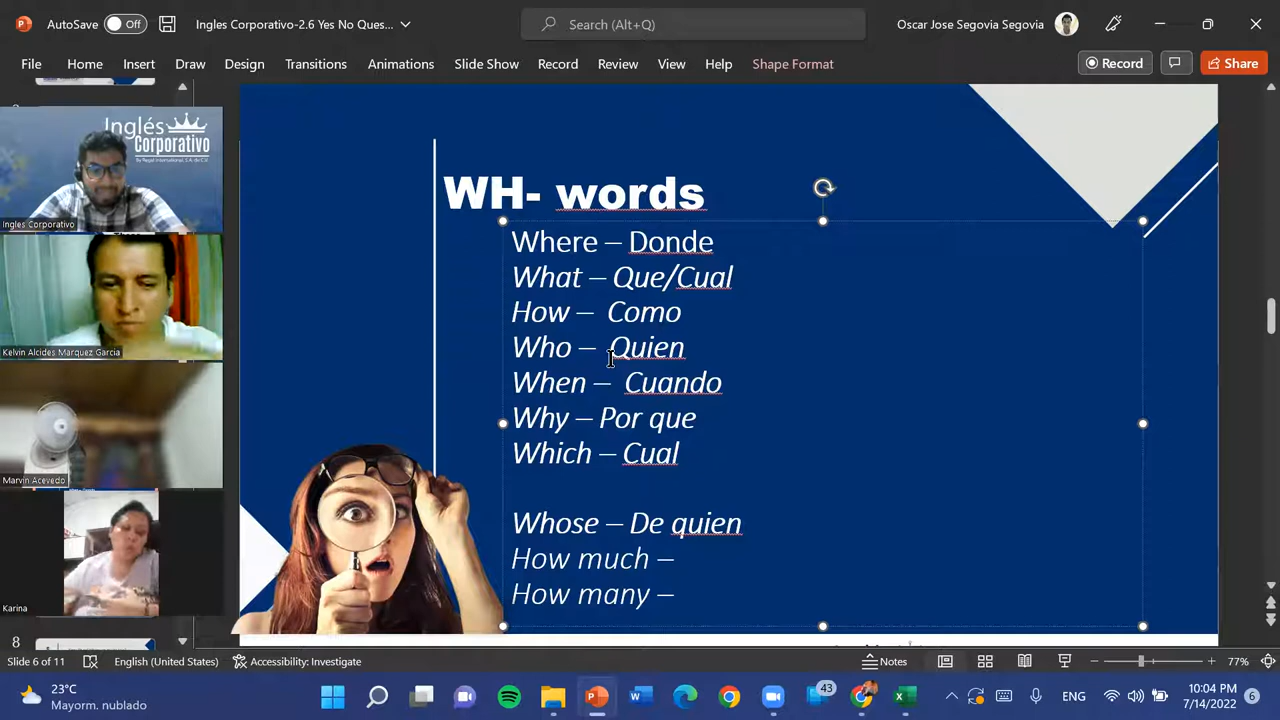 AutoSave Off Ingles Corporativo-2.6 Yes No Ques... Search (Alt+Q) Oscar Jose Segovia Segovia
File Home Insert Draw Design Transitions Animations Slide Show Record Review View Help Shape Format Record Share
Inglés
Corporativo
Ingles Corporativo
Kelvin Alcides Marquez Garcia
Marvin Acevedo
Karina
8
WH- words
Where – Donde
What – Que/Cual
How – Como
Who – Quien
When – Cuando
Why – Por que
Which – Cual
Whose – De quien
How much –
How many –
Slide 6 of 11 English (United States) Accessibility: Investigate Notes 77%
23°C
Mayorm. nublado
43
ENG
10:04 PM
7/14/2022
6